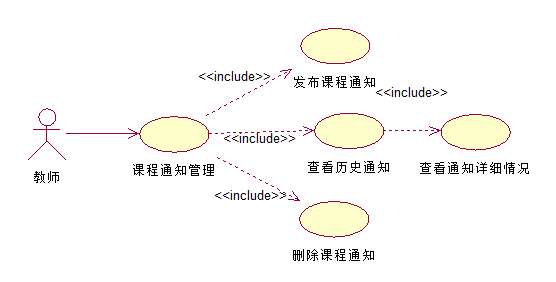 <<include>>
发布课程通知
<<include>>
<<include>>
教师
课程通知管理
查看历史通知
查看通知详细情况
<<include>>
删除课程通知